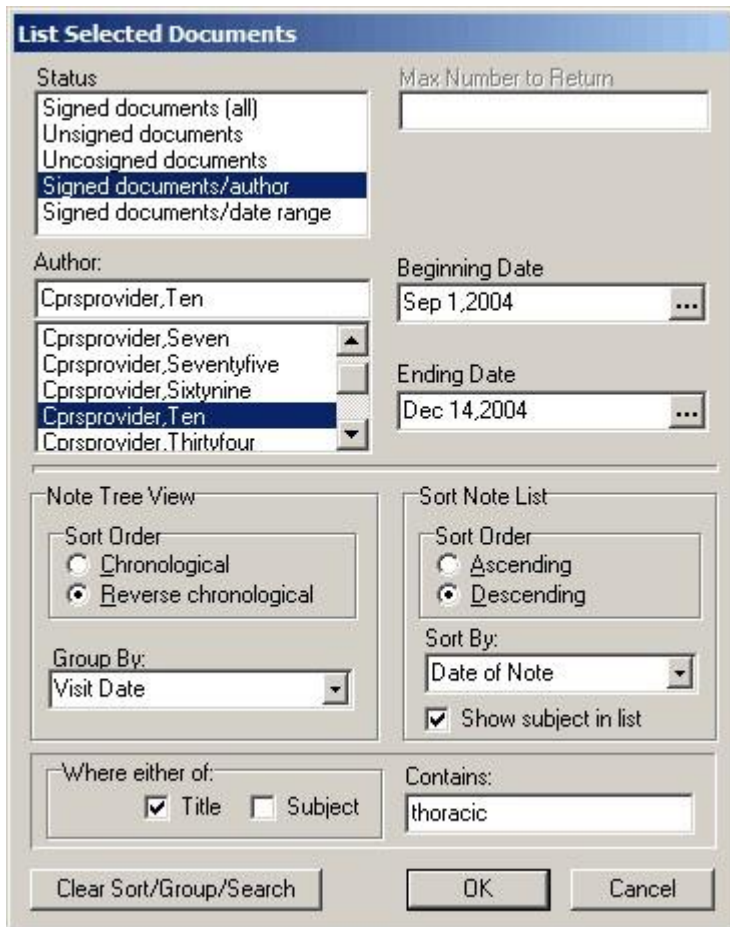 List Selected Documents
Status
Max Number to Return
Signed documents (all)
Unsigned documents
Uncosigned documents
Signed documents/author
Signed documents/date range
Author:
Cprsprovider,Ten
Beginning Date
Sep 1,2004
...
Cprsprovider,Seven
Cprsprovider,Seventyfive
Cprsprovider,Sixtynine
Cprsprovider,Ten
Cprsprovider,Thirtyfour
Ending Date
Dec 14,2004
...
Note Tree View
Sort Order
Chronological
Reverse chronological
Group By:
Visit Date
Sort Note List
Sort Order
Ascending
Descending
Sort By:
Date of Note
Show subject in list
Where either of:
Title Subject
Contains:
thoracic
Clear Sort/Group/Search
OK
Cancel